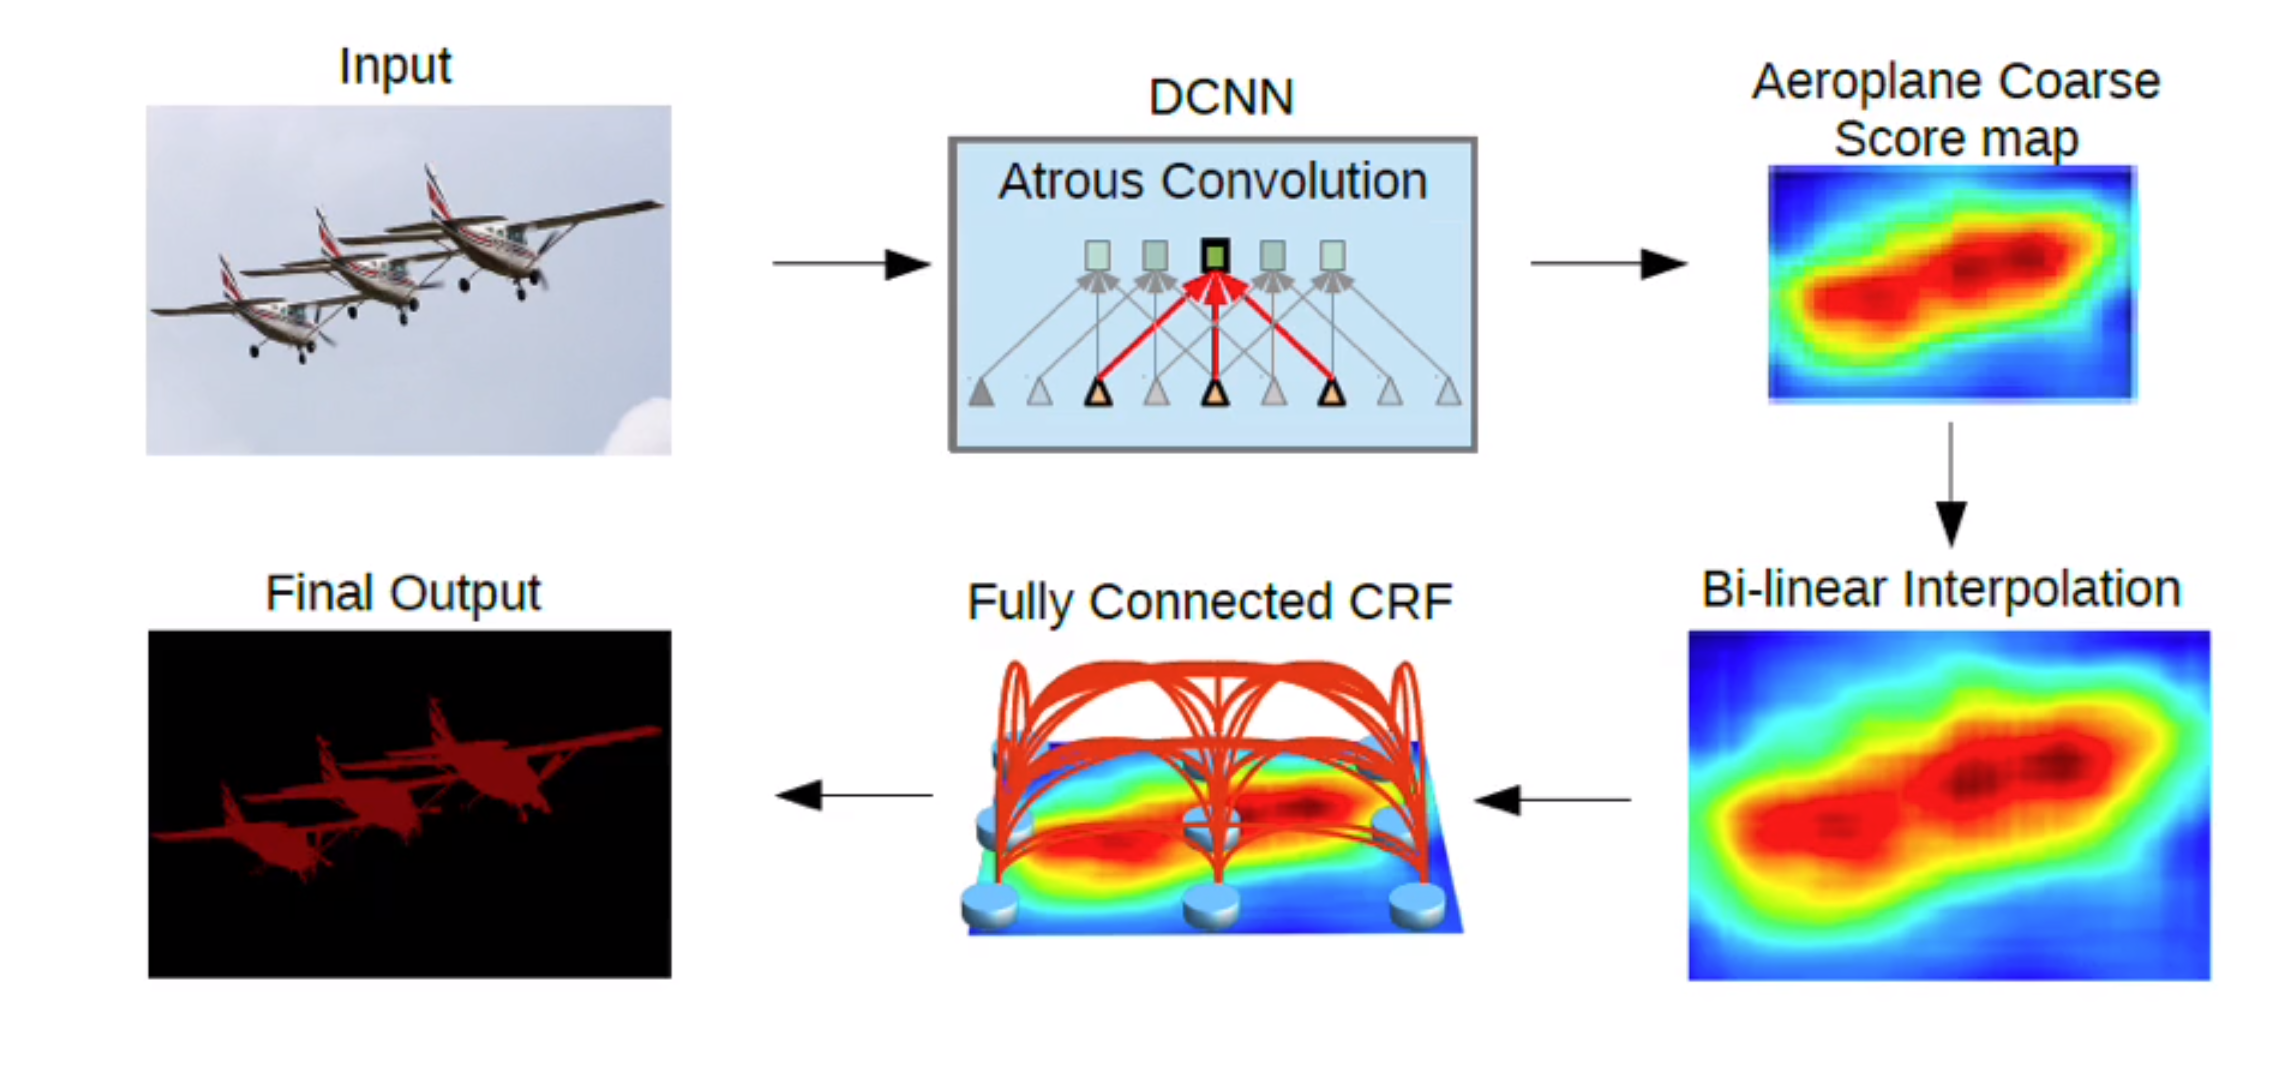 Input
DCNN
Atrous Convolution
Aeroplane Coarse
Score map
Bi-linear Interpolation
Fully Connected CRF
Final Output